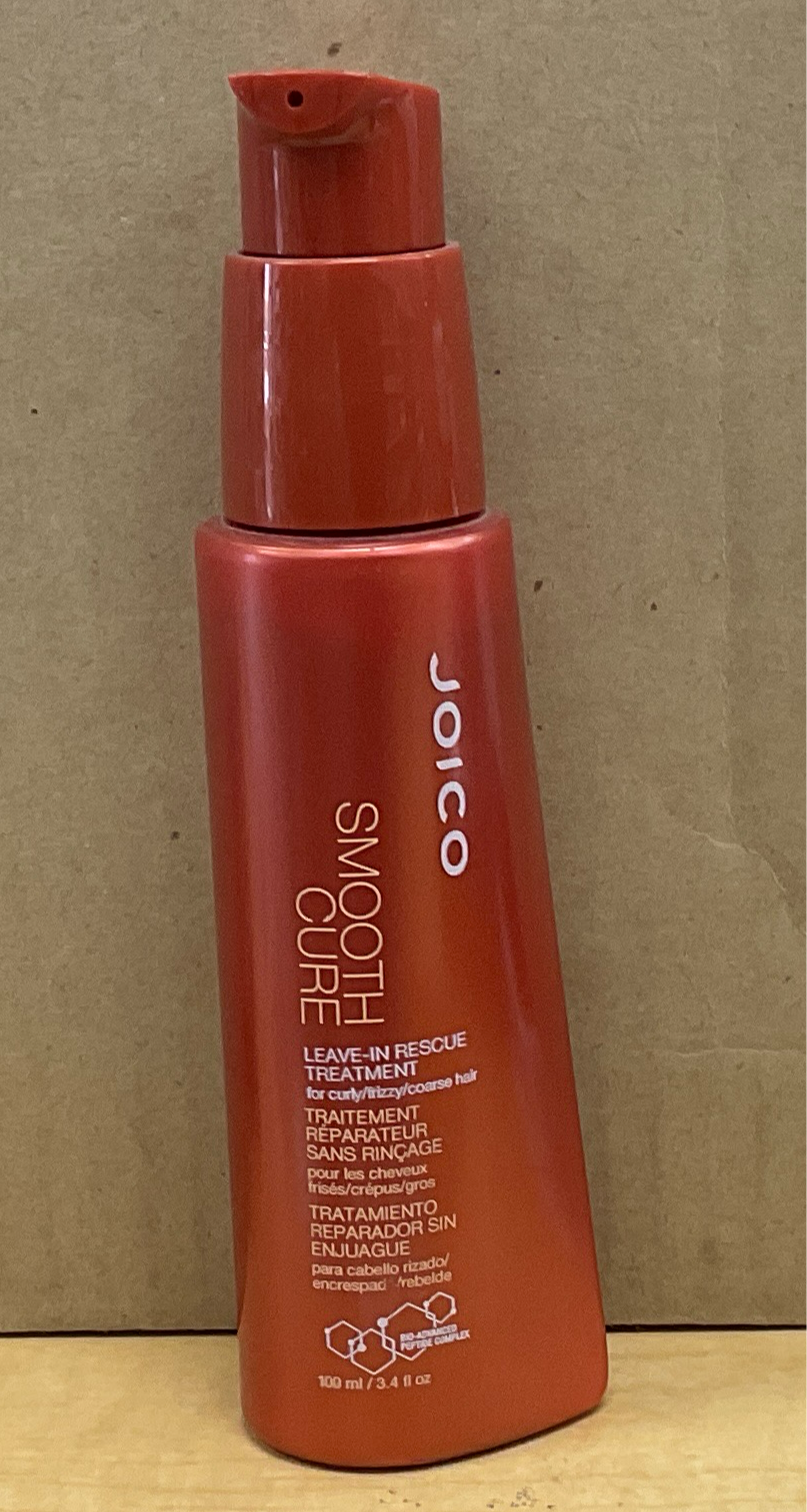 JOICO
SMOOTH
CURE
LEAVE-IN RESCUE
TREATMENT
for curly/frizzy/coarse hair
TRAITEMENT
RÉPARATEUR
SANS RINÇAGE
pour les cheveux
frisés/crépus/gros
TRATAMIENTO
REPARADOR SIN
ENJUAGUE
para cabello rizado/
encrespad /rebelde
BIO-ADVANCED
PEPTIDE COMPLEX
100 ml / 3.4 fl oz